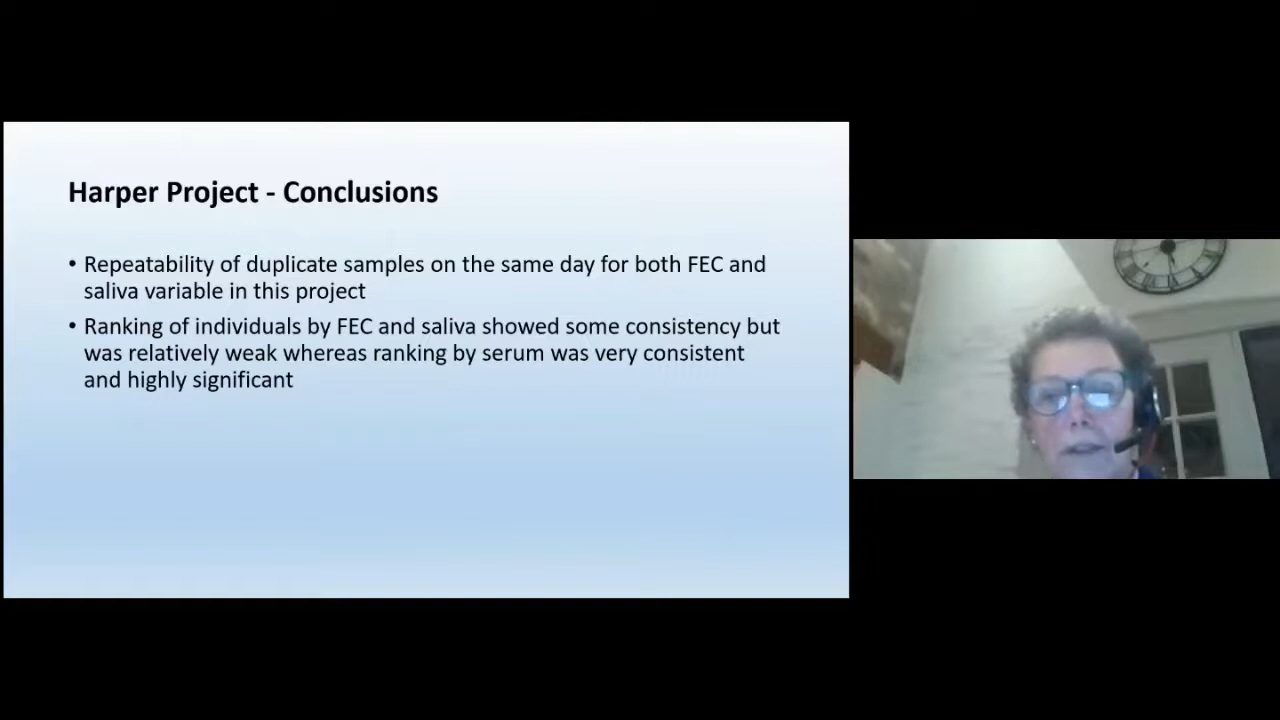 Harper Project - Conclusions
• Repeatability of duplicate samples on the same day for both FEC and
saliva variable in this project
• Ranking of individuals by FEC and saliva showed some consistency but
was relatively weak whereas ranking by serum was very consistent
and highly significant